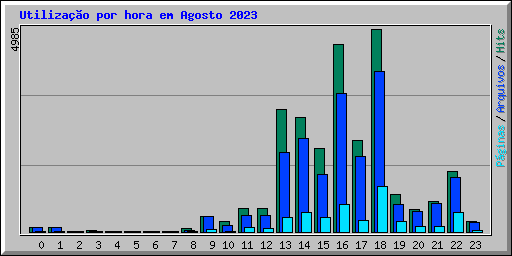 Utilização por hora em Agosto 2023
4985
Páginas / Arquivos / Hits
0 1 2 3 4 5 6 7 8 9 10 11 12 13 14 15 16 17 18 19 20 21 22 23